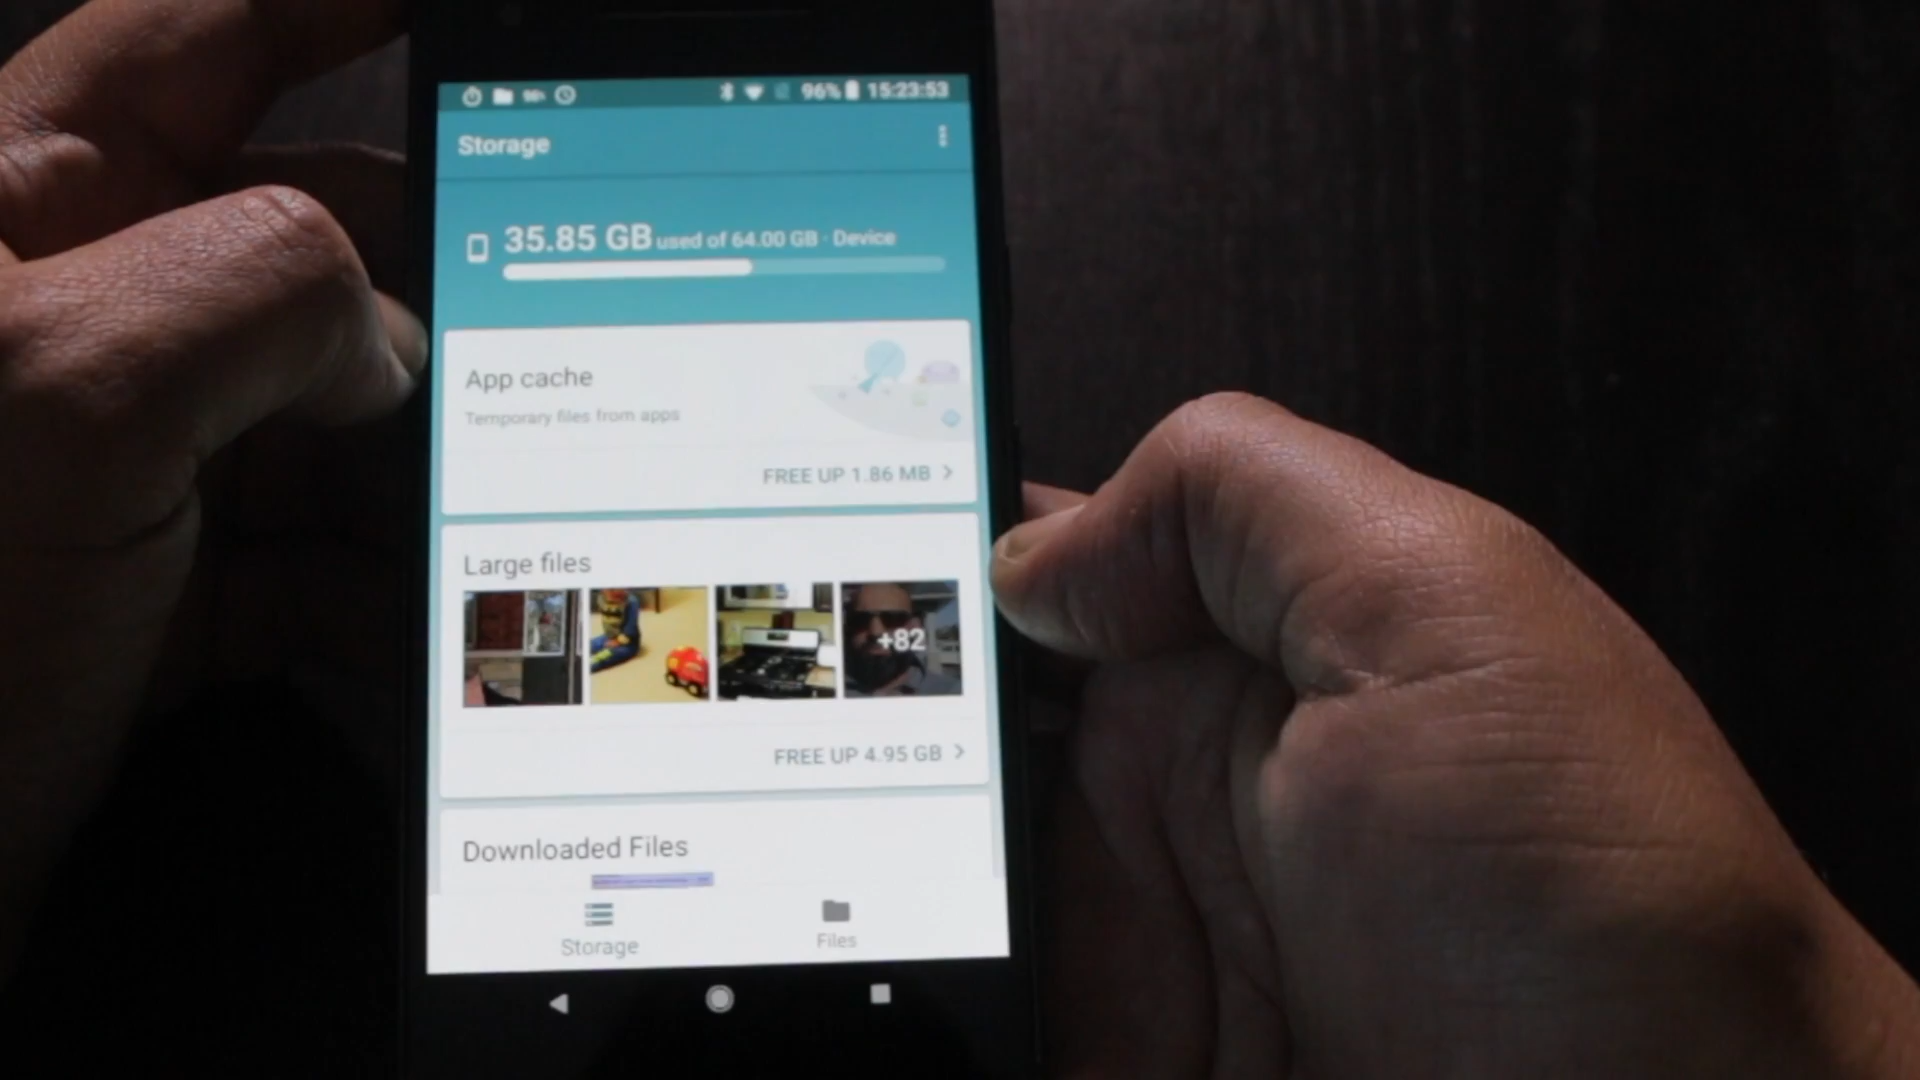 96% 15:23:53
Storage
35.85 GB used of 64.00 GB · Device
App cache
Temporary files from apps
FREE UP 1.86 MB
Large files
+82
FREE UP 4.95 GB
Downloaded Files
Storage Files